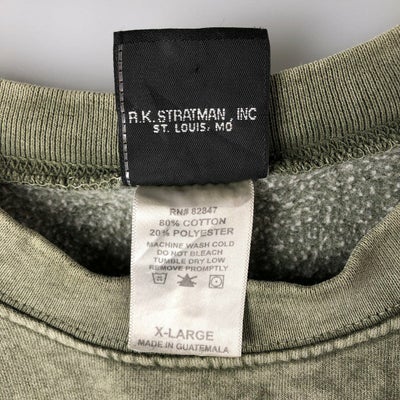 R.K. STRATMAN, INC
ST. LOUIS, MO
RN# 82847
80% COTTON
20% POLYESTER
MACHINE WASH COLD
DO NOT BLEACH
TUMBLE DRY LOW
REMOVE PROMPTLY
X-LARGE
MADE IN GUATEMALA